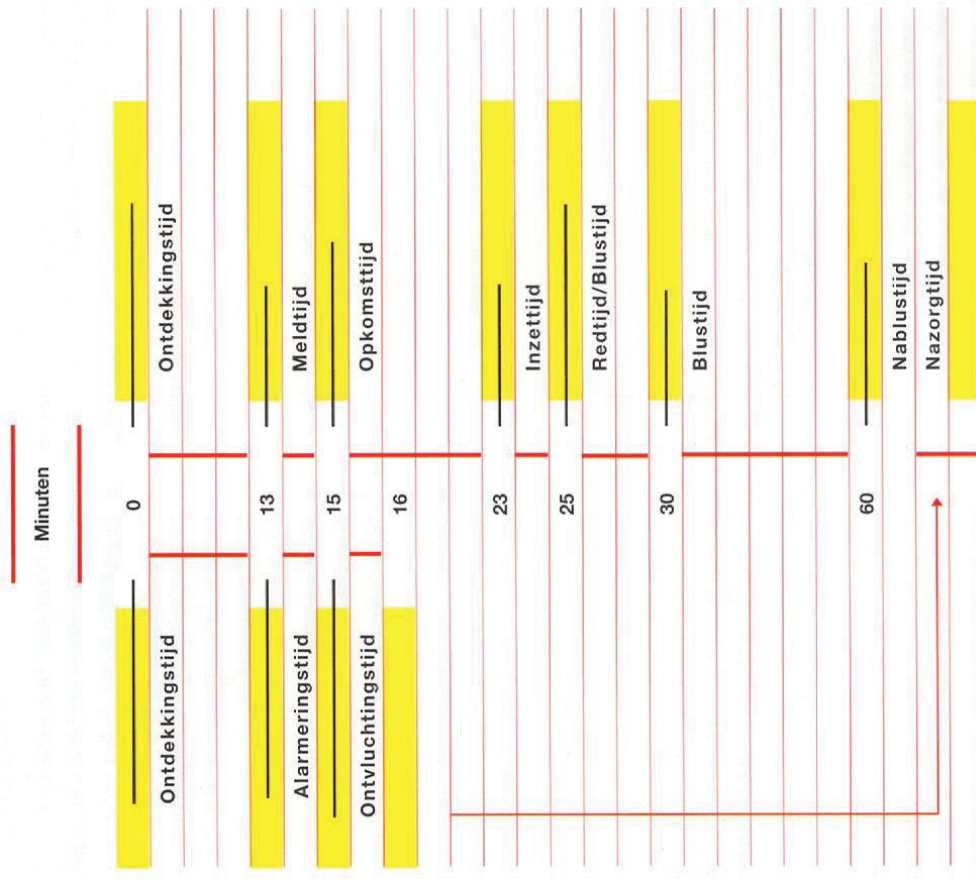 Minuten
0
13
15
16
23
25
30
60
Ontdekkingstijd
Meldtijd
Opkomsttijd
Inzettijd
Redtijd/Blustijd
Blustijd
Nablustijd
Nazorgtijd
Ontdekkingstijd
Alarmeringstijd
Ontvluchtingstijd